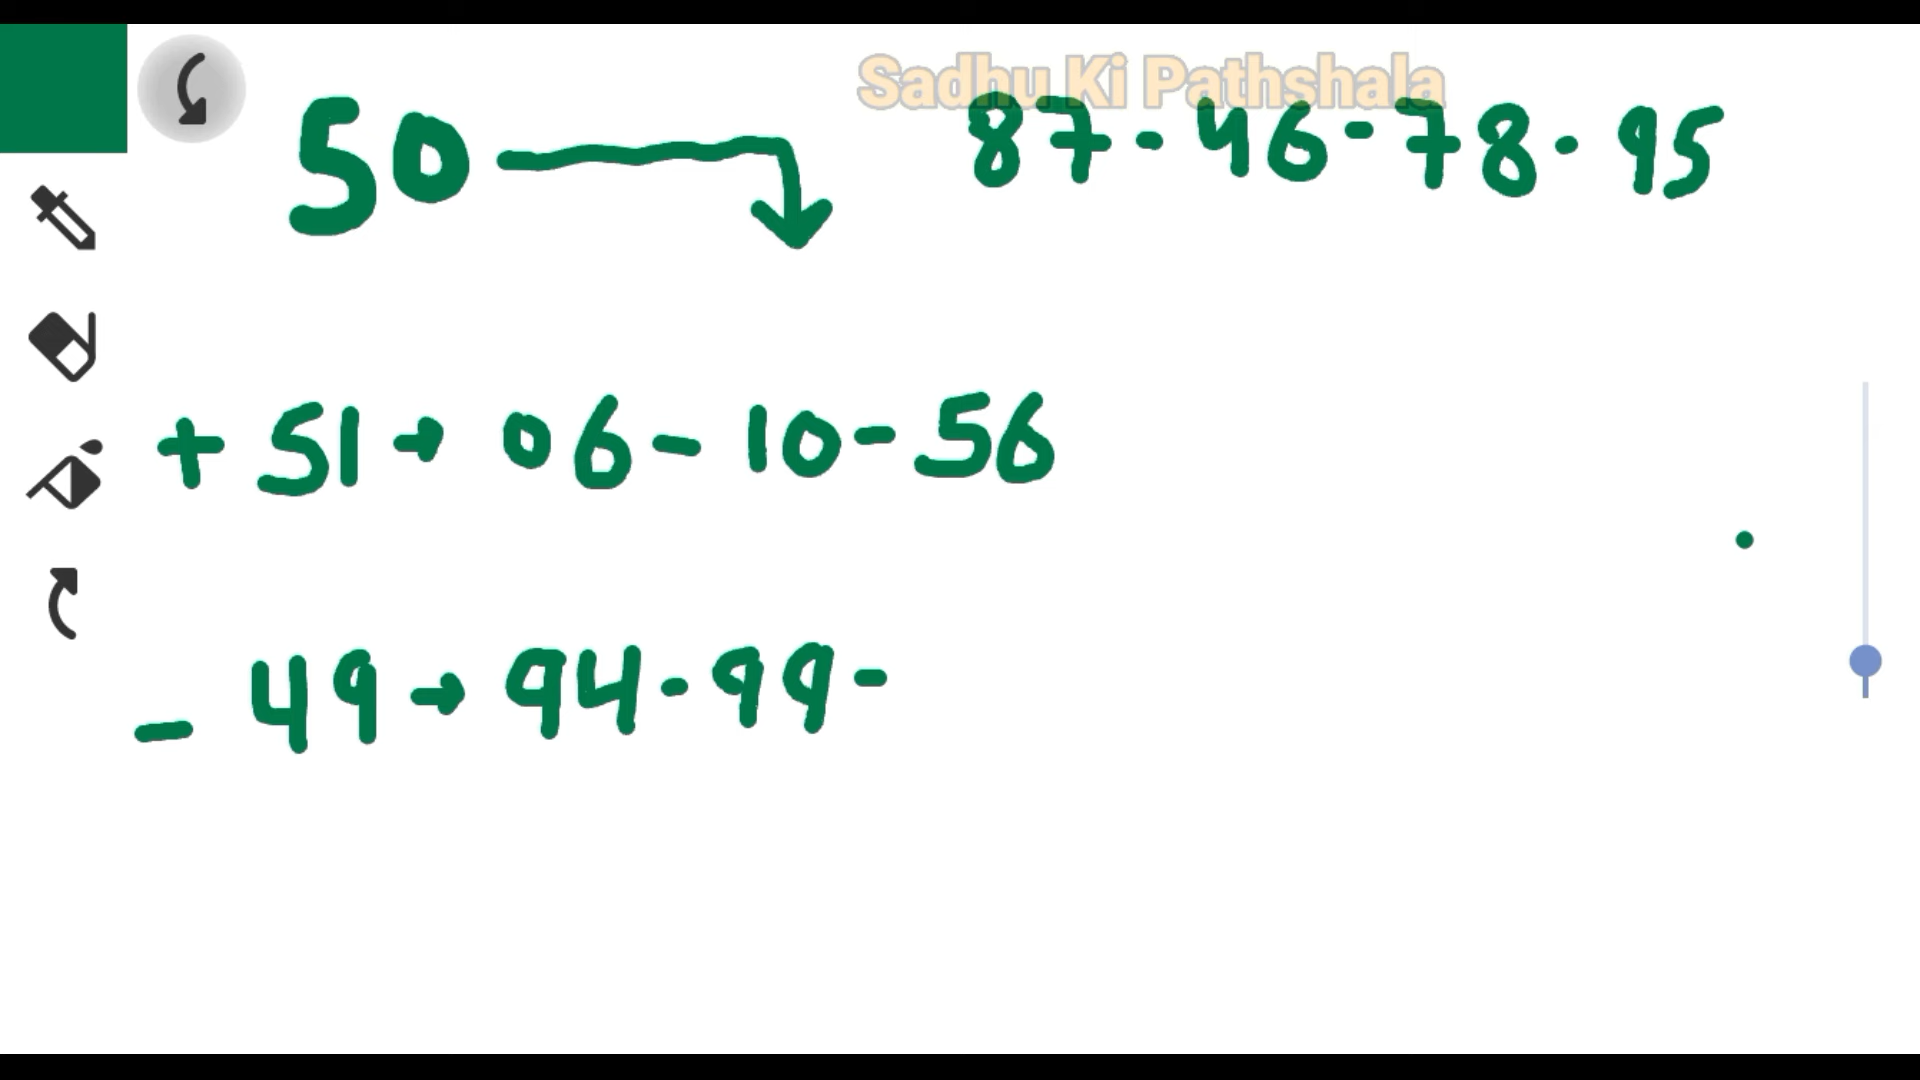 Sadhu Ki Pathshala
50 → 87 - 46 - 78 - 95
+ 51 → 06 - 10 - 56
- 49 → 94 - 99 -